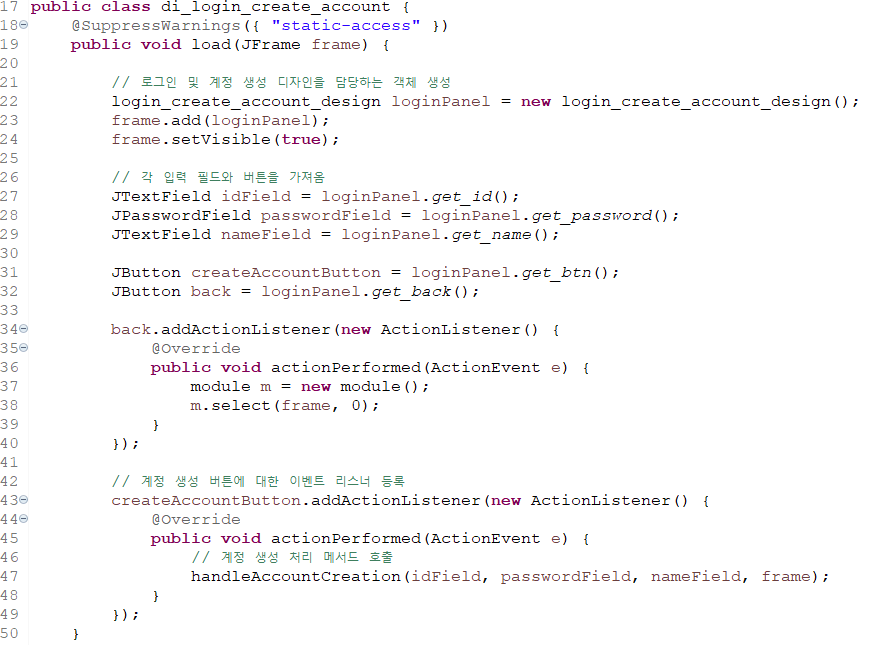 17 public class di_login_create_account {
18 @SuppressWarnings({ "static-access" })
19 public void load(JFrame frame) {
20
21 // 로그인 및 계정 생성 디자인을 담당하는 객체 생성
22 login_create_account_design loginPanel = new login_create_account_design();
23 frame.add(loginPanel);
24 frame.setVisible(true);
25
26 // 각 입력 필드와 버튼을 가져옴
27 JTextField idField = loginPanel.get_id();
28 JPasswordField passwordField = loginPanel.get_password();
29 JTextField nameField = loginPanel.get_name();
30
31 JButton createAccountButton = loginPanel.get_btn();
32 JButton back = loginPanel.get_back();
33
34 back.addActionListener(new ActionListener() {
35 @Override
36 public void actionPerformed(ActionEvent e) {
37 module m = new module();
38 m.select(frame, 0);
39 }
40 });
41
42 // 계정 생성 버튼에 대한 이벤트 리스너 등록
43 createAccountButton.addActionListener(new ActionListener() {
44 @Override
45 public void actionPerformed(ActionEvent e) {
46 // 계정 생성 처리 메서드 호출
47 handleAccountCreation(idField, passwordField, nameField, frame);
48 }
49 });
50 }